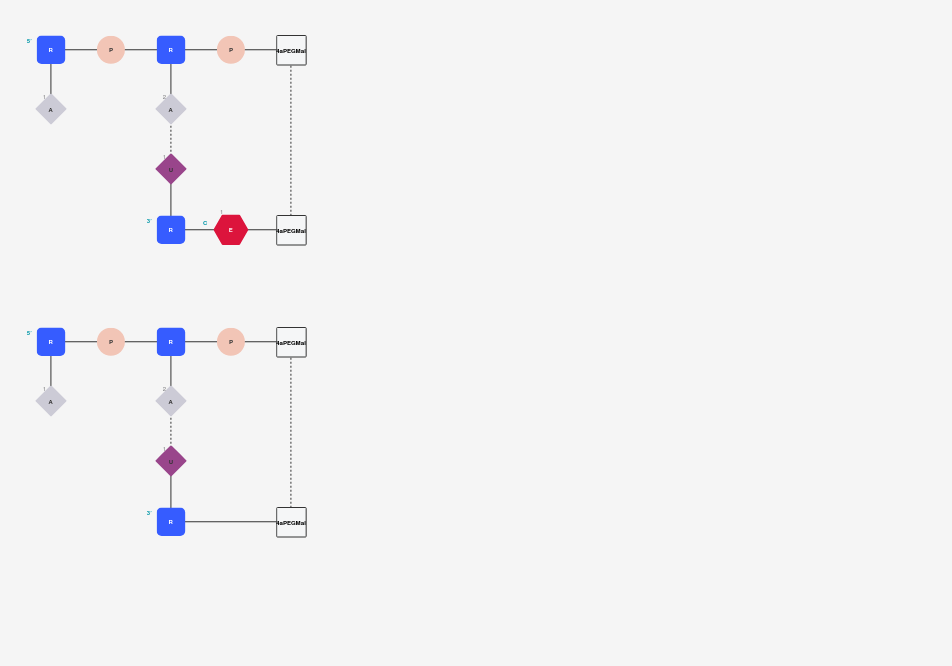 5' R P R P 4aPEGMal
1 A 2 A
1 U
3' R C 1 E 4aPEGMal
5' R P R P 4aPEGMal
1 A 2 A
1 U
3' R 4aPEGMal